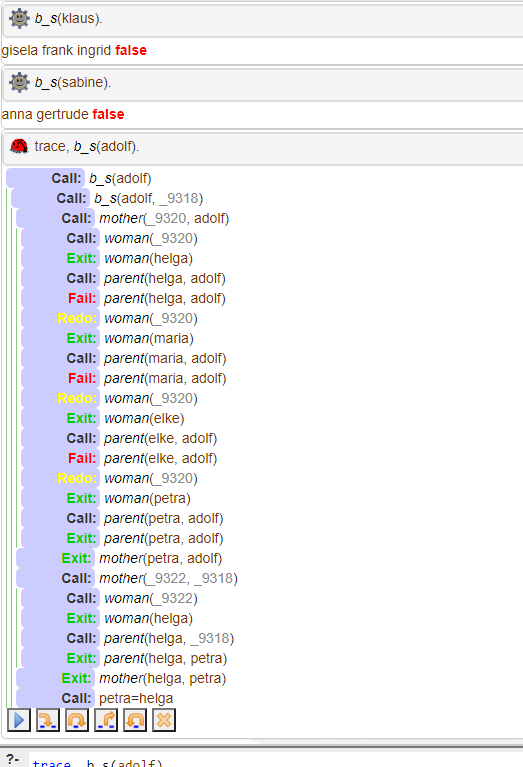 b_s(klaus).
gisela frank ingrid false
b_s(sabine).
anna gertrude false
trace, b_s(adolf).
Call: b_s(adolf)
Call: b_s(adolf, _9318)
Call: mother(_9320, adolf)
Call: woman(_9320)
Exit: woman(helga)
Call: parent(helga, adolf)
Fail: parent(helga, adolf)
Redo: woman(_9320)
Exit: woman(maria)
Call: parent(maria, adolf)
Fail: parent(maria, adolf)
Redo: woman(_9320)
Exit: woman(elke)
Call: parent(elke, adolf)
Fail: parent(elke, adolf)
Redo: woman(_9320)
Exit: woman(petra)
Call: parent(petra, adolf)
Exit: parent(petra, adolf)
Exit: mother(petra, adolf)
Call: mother(_9322, _9318)
Call: woman(_9322)
Exit: woman(helga)
Call: parent(helga, _9318)
Exit: parent(helga, petra)
Exit: mother(helga, petra)
Call: petra=helga
?- trace, b_s(adolf).